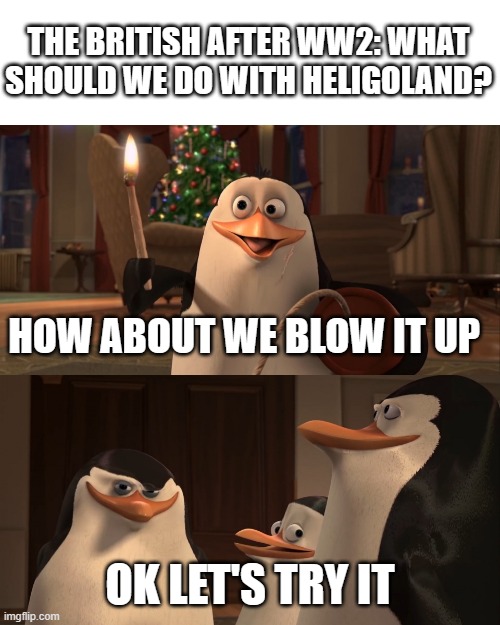 THE BRITISH AFTER WW2: WHAT
SHOULD WE DO WITH HELIGOLAND?
HOW ABOUT WE BLOW IT UP
OK LET'S TRY IT
imgflip.com